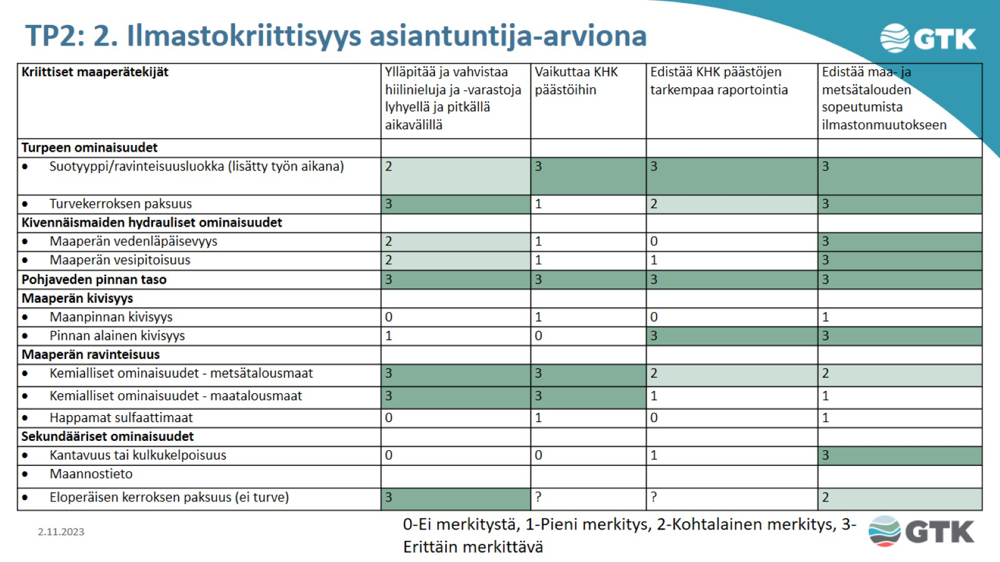 TP2: 2. Ilmastokriittisyys asiantuntija-arviona
GTK
Kriittiset maaperätekijät
Ylläpitää ja vahvistaa
hiilinieluja ja -varastoja
lyhyellä ja pitkällä
aikavälillä
Vaikuttaa KHK
päästöihin
Edistää KHK päästöjen
tarkempaa raportointia
Edistää maa- ja
metsätalouden
sopeutumista
ilmastonmuutokseen
Turpeen ominaisuudet
• Suotyyppi/ravinteisuusluokka (lisätty työn aikana) 2 3 3 3
• Turvekerroksen paksuus 3 1 2 3
Kivennäismaiden hydrauliset ominaisuudet
• Maaperän vedenläpäisevyys 2 1 0 3
• Maaperän vesipitoisuus 2 1 1 3
Pohjaveden pinnan taso 3 3 3 3
Maaperän kivisyys
• Maanpinnan kivisyys 0 1 0 1
• Pinnan alainen kivisyys 1 0 3 3
Maaperän ravinteisuus
• Kemialliset ominaisuudet - metsätalousmaat 3 3 2 2
• Kemialliset ominaisuudet - maatalousmaat 3 3 1 1
• Happamat sulfaattimaat 0 1 0 1
Sekundääriset ominaisuudet
• Kantavuus tai kulkukelpoisuus 0 0 1 3
• Maannostieto
• Eloperäisen kerroksen paksuus (ei turve) 3 ? ? 2
2.11.2023
0-Ei merkitystä, 1-Pieni merkitys, 2-Kohtalainen merkitys, 3-
Erittäin merkittävä
GTK